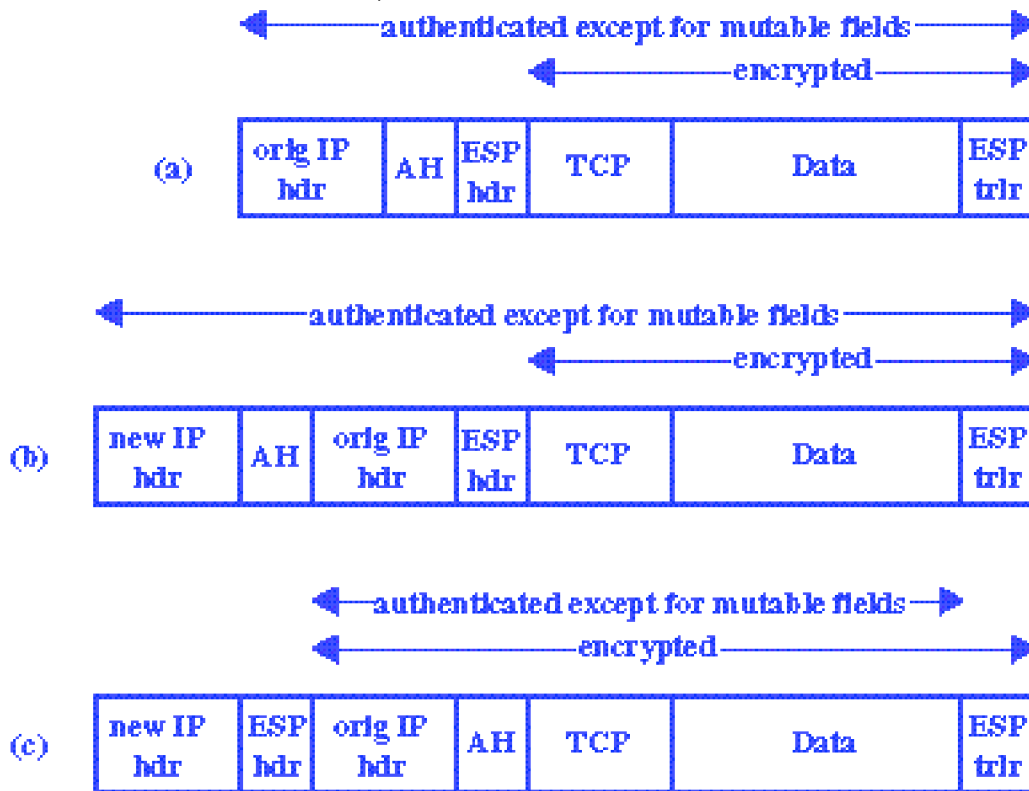 authenticated except for mutable fields
encrypted
(a)
orig IP
hdr
AH
ESP
hdr
TCP
Data
ESP
trlr
authenticated except for mutable fields
encrypted
(b)
new IP
hdr
AH
orig IP
hdr
ESP
hdr
TCP
Data
ESP
trlr
authenticated except for mutable fields
encrypted
(c)
new IP
hdr
ESP
hdr
orig IP
hdr
AH
TCP
Data
ESP
trlr